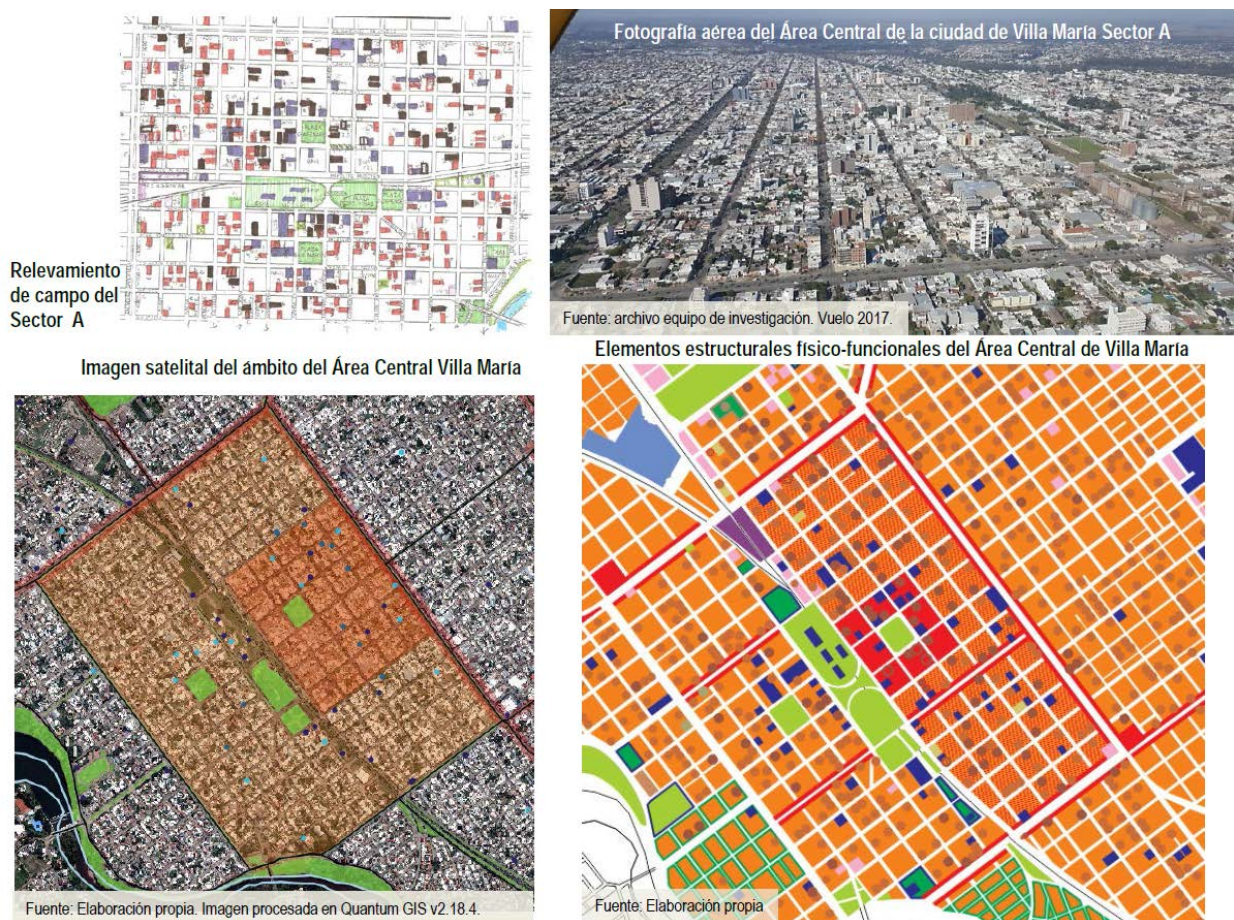 Fotografía aérea del Área Central de la ciudad de Villa María Sector A
PLAZA
PLAZA
Relevamiento
de campo del
Sector A
Fuente: archivo equipo de investigación. Vuelo 2017.
Imagen satelital del ámbito del Área Central Villa María
Elementos estructurales físico-funcionales del Área Central de Villa María
Fuente: Elaboración propia. Imagen procesada en Quantum GIS v2.18.4.
Fuente: Elaboración propia